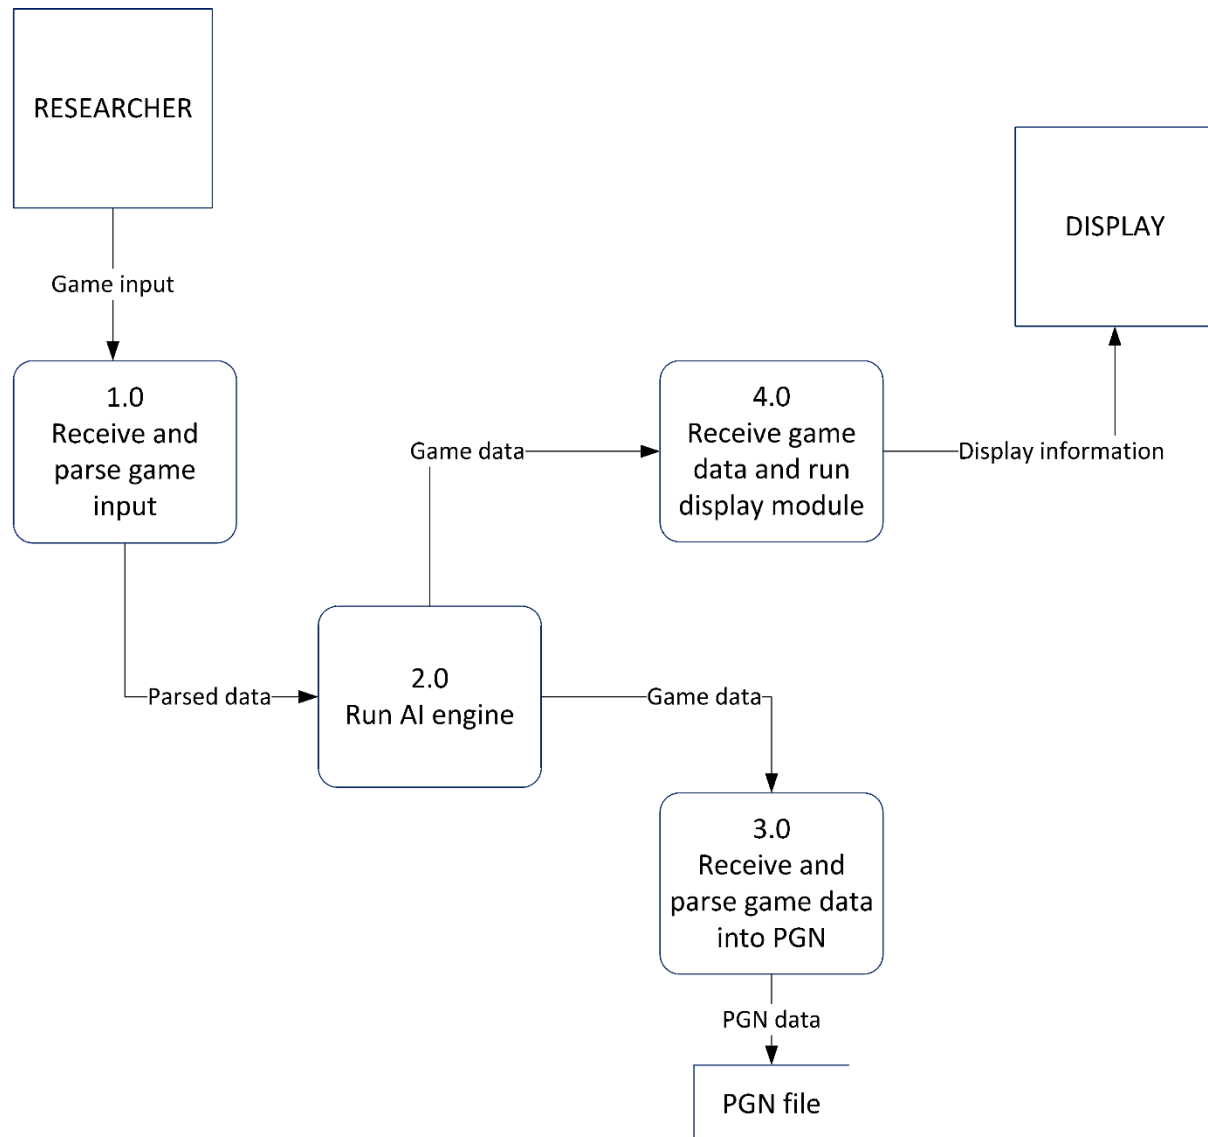 RESEARCHER
DISPLAY
Game input
1.0
Receive and
parse game
input
Game data
4.0
Receive game
data and run
display module
Display information
Parsed data
2.0
Run AI engine
Game data
3.0
Receive and
parse game data
into PGN
PGN data
PGN file